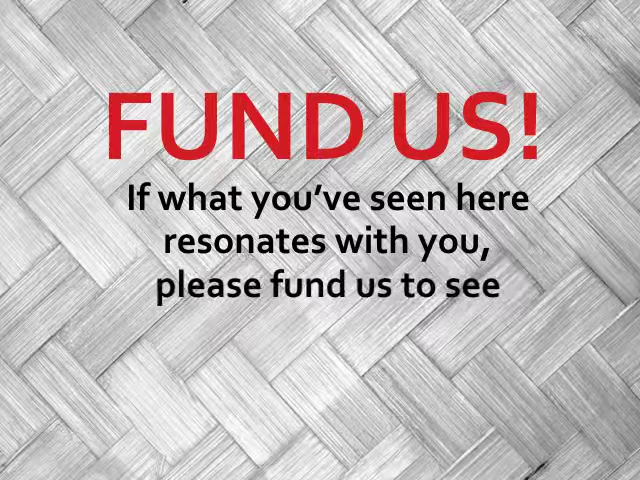 FUND US!
If what you’ve seen here
resonates with you,
please fund us to see